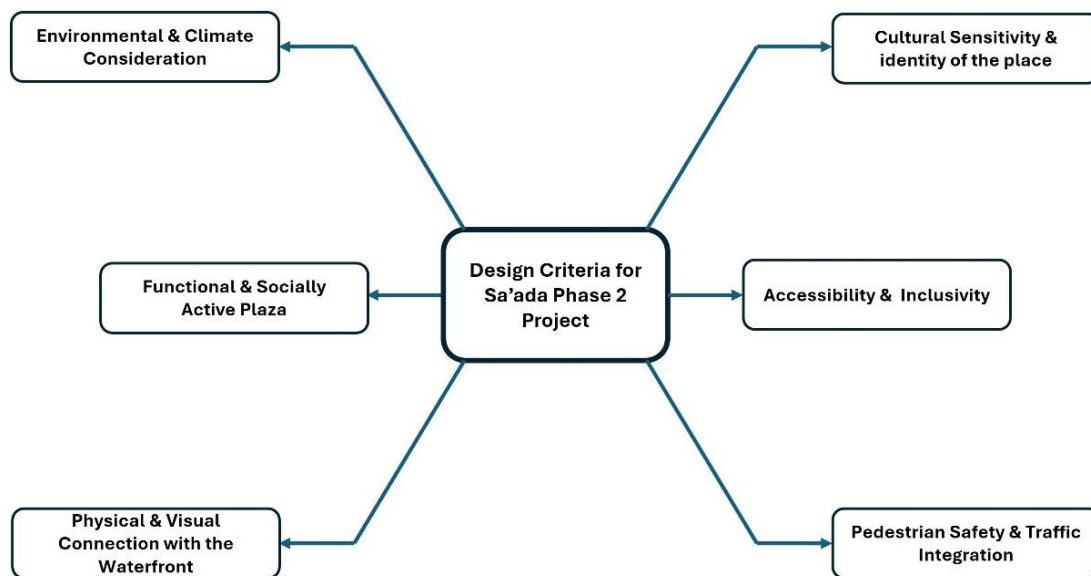 Environmental & Climate
Consideration
Cultural Sensitivity &
identity of the place
Functional & Socially
Active Plaza
Design Criteria for
Sa’ada Phase 2
Project
Accessibility & Inclusivity
Physical & Visual
Connection with the
Waterfront
Pedestrian Safety & Traffic
Integration